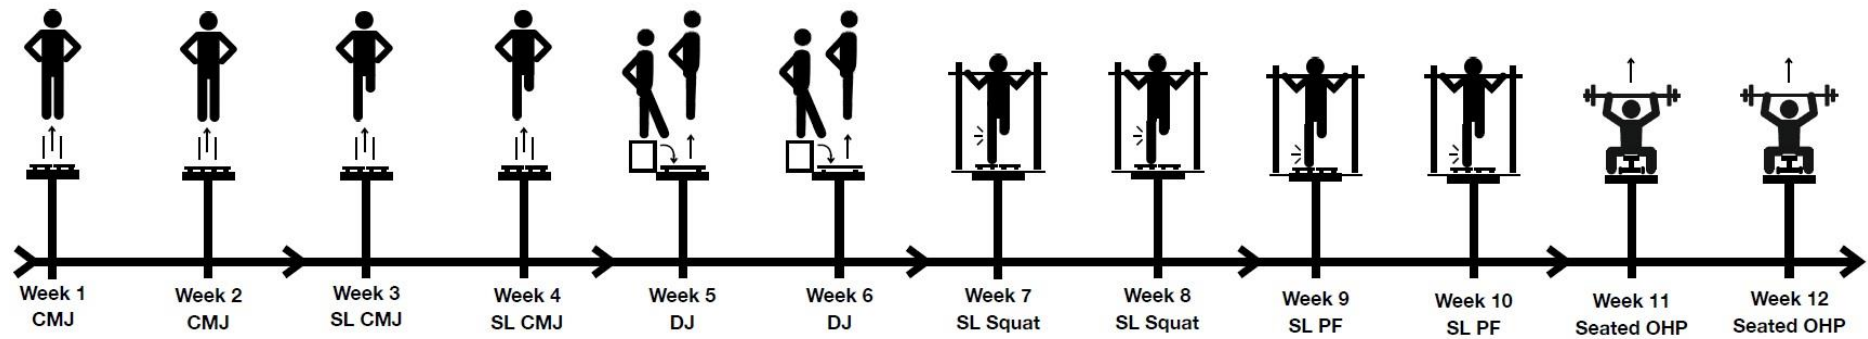 Week 1
CMJ
Week 2
CMJ
Week 3
SL CMJ
Week 4
SL CMJ
Week 5
DJ
Week 6
DJ
Week 7
SL Squat
Week 8
SL Squat
Week 9
SL PF
Week 10
SL PF
Week 11
Seated OHP
Week 12
Seated OHP